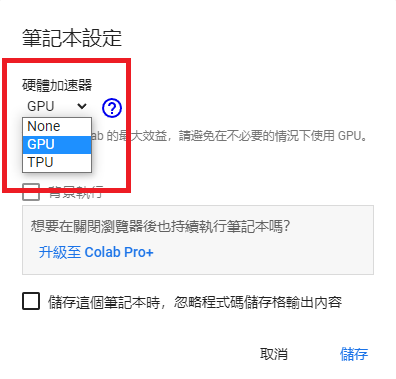 筆記本設定
硬體加速器
GPU
None
GPU
TPU
ab 的最大效益，請避免在不必要的情況下使用 GPU。
背景執行
想要在關閉瀏覽器後也持續執行筆記本嗎？
升級至 Colab Pro+
儲存這個筆記本時，忽略程式碼儲存格輸出內容
取消
儲存